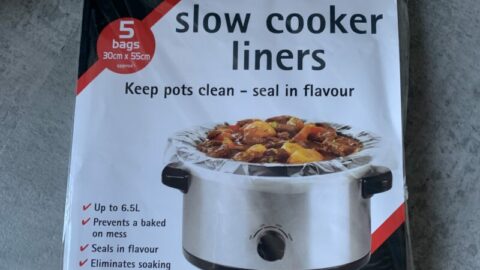 5
bags
30cm x 55cm
approx.
slow cooker
liners
Keep pots clean - seal in flavour
✓ Up to 6.5L
✓ Prevents a baked
on mess
✓ Seals in flavour
✓ Eliminates soaking